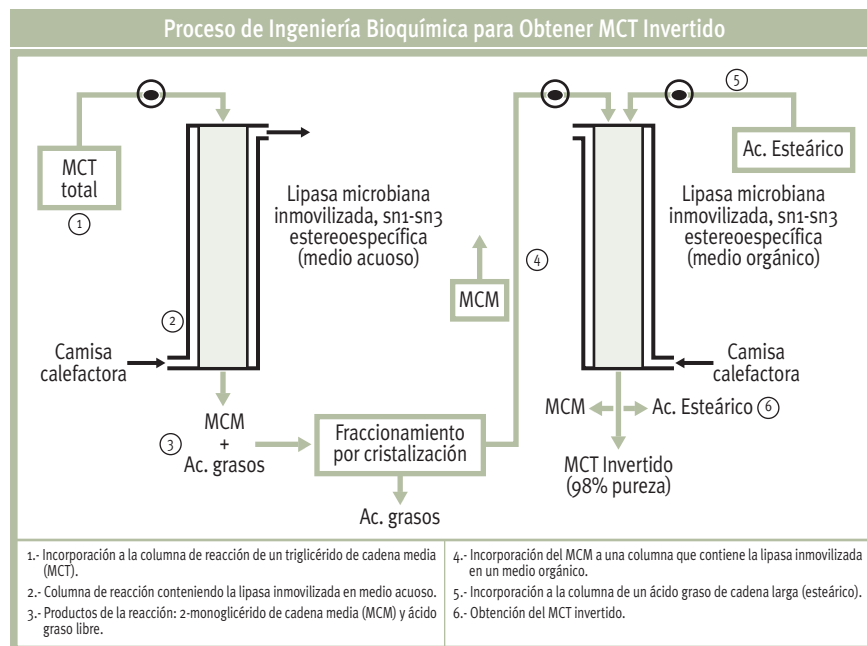 Proceso de Ingeniería Bioquímica para Obtener MCT Invertido
MCT
total
1
Lipasa microbiana
inmovilizada, sn1-sn3
estereoespecífica
(medio acuoso)
2
Camisa
calefactora
3
MCM
+
Ac. grasos
Fraccionamiento
por cristalización
Ac. grasos
MCM
4
5
Ac. Esteárico
Lipasa microbiana
inmovilizada, sn1-sn3
estereoespecífica
(medio orgánico)
Camisa
calefactora
MCM
Ac. Esteárico 6
MCT Invertido
(98% pureza)
1.- Incorporación a la columna de reacción de un triglicérido de cadena media
(MCT).
2.- Columna de reacción conteniendo la lipasa inmovilizada en medio acuoso.
3.- Productos de la reacción: 2-monoglicérido de cadena media (MCM) y ácido
graso libre.
4.- Incorporación del MCM a una columna que contiene la lipasa inmovilizada
en un medio orgánico.
5.- Incorporación a la columna de un ácido graso de cadena larga (esteárico).
6.- Obtención del MCT invertido.